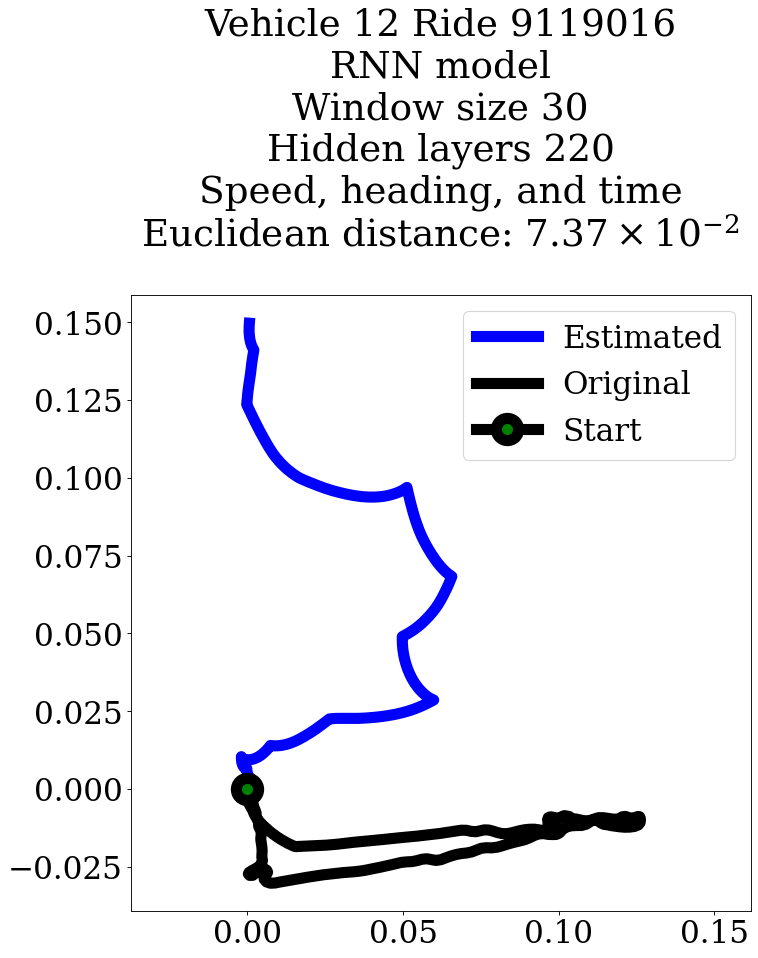 Vehicle 12 Ride 9119016
RNN model
Window size 30
Hidden layers 220
Speed, heading, and time
Euclidean distance: 7.37 × 10⁻²
Estimated
Original
Start
0.150
0.125
0.100
0.075
0.050
0.025
0.000
−0.025
0.00 0.05 0.10 0.15